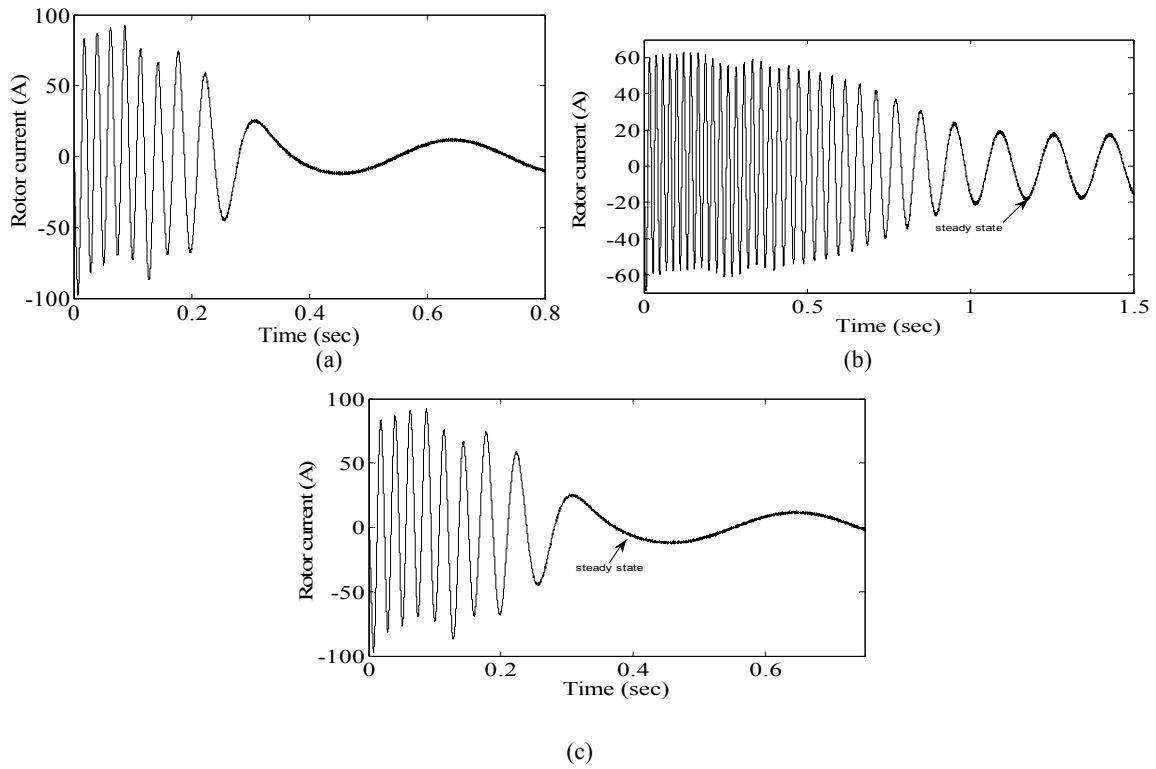 100
50
0
-50
-100
Rotor current (A)
0 0.2 0.4 0.6 0.8
Time (sec)
(a)
60
40
20
0
-20
-40
-60
Rotor current (A)
steady state
0 0.5 1 1.5
Time (sec)
(b)
100
50
0
-50
-100
Rotor current (A)
steady state
0 0.2 0.4 0.6
Time (sec)
(c)